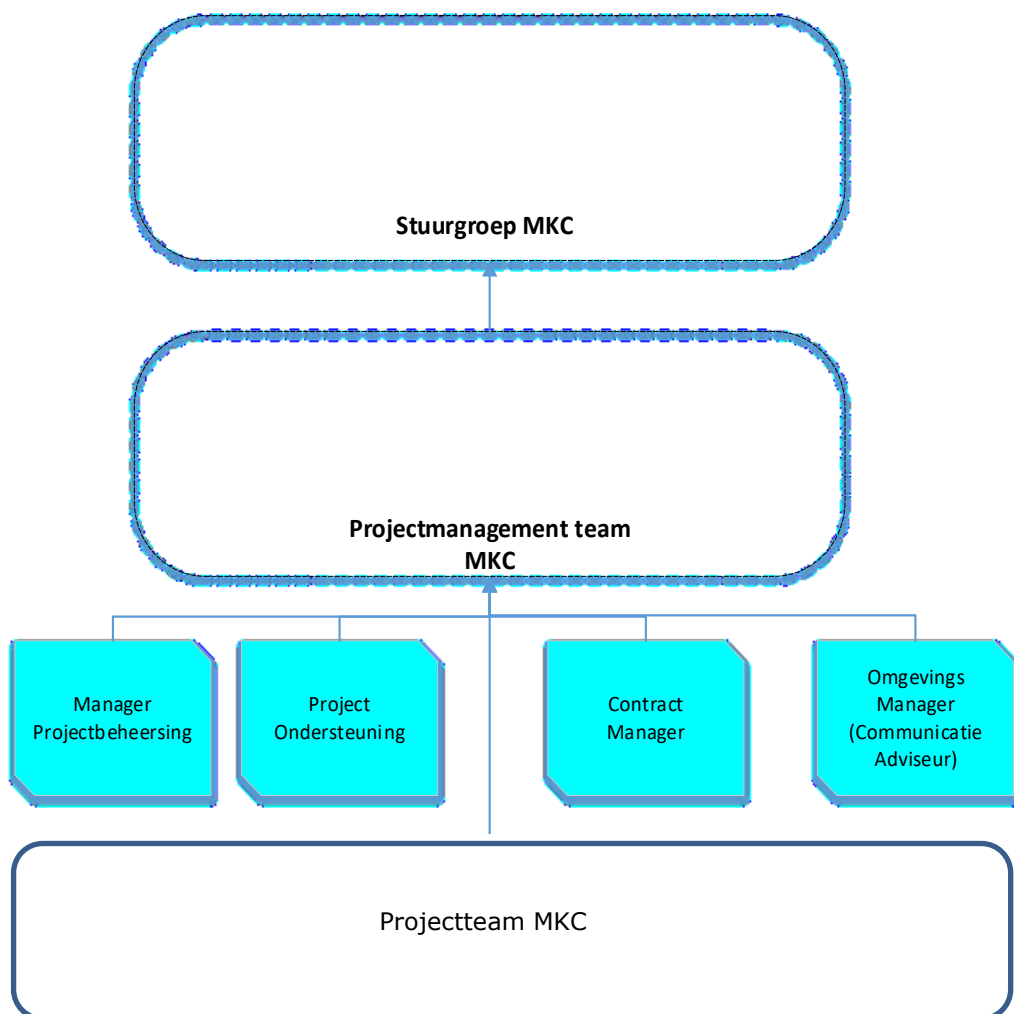 Stuurgroep MKC
Projectmanagement team
MKC
Manager
Projectbeheersing
Project
Ondersteuning
Contract
Manager
Omgevings
Manager
(Communicatie
Adviseur)
Projectteam MKC